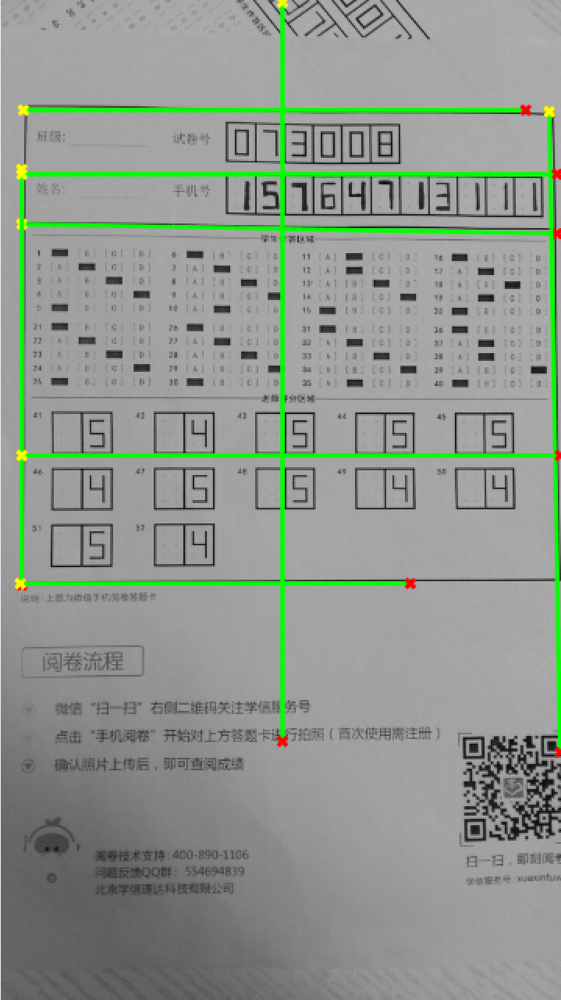 班级: 试卷号 073008
姓名: 手机号 15764713111
学生作答区域
1 [B] [C] [D] 6 [B] [C] [D] 11 [A] [C] [D] 16 [B] [C] [D]
2 [A] [C] [D] 7 [A] [C] [D] 12 [A] [C] [D] 17 [A] [C] [D]
3 [A] [B] [D] 8 [A] [B] [D] 13 [A] [B] [D] 18 [A] [B] [D]
4 [A] [B] [C] 9 [A] [B] [C] 14 [A] [B] [C] 19 [A] [C] [D]
5 [B] [C] [D] 10 [A] [C] [D] 15 [B] [C] [D] 20 [B] [C] [D]
21 [B] [C] [D] 26 [B] [C] [D] 31 [B] [C] [D] 36 [B] [C] [D]
22 [A] [C] [D] 27 [A] [C] [D] 32 [A] [C] [D] 37 [A] [C] [D]
23 [A] [B] [D] 28 [A] [B] [D] 33 [A] [B] [D] 38 [A] [C] [D]
24 [A] [B] [C] 29 [A] [B] [C] 34 [A] [B] [C] 39 [A] [B] [C]
25 [B] [C] [D] 30 [B] [C] [D] 35 [A] [C] [D] 40 [B] [C] [D]
老师评分区域
41 5 42 4 43 5 44 5 45 5
46 4 47 5 48 5 49 4 50 4
51 5 52 4
说明:上图为微信手机阅卷答题卡
阅卷流程
微信“扫一扫”右侧二维码关注学信服务号
点击“手机阅卷”开始对上方答题卡进行拍照(首次使用需注册)
确认照片上传后,即可查阅成绩
阅卷技术支持:400-890-1106
问题反馈QQ群: 554694839
北京学信速达科技有限公司
扫一扫,即刻阅卷
学信服务号:xuexinfuw